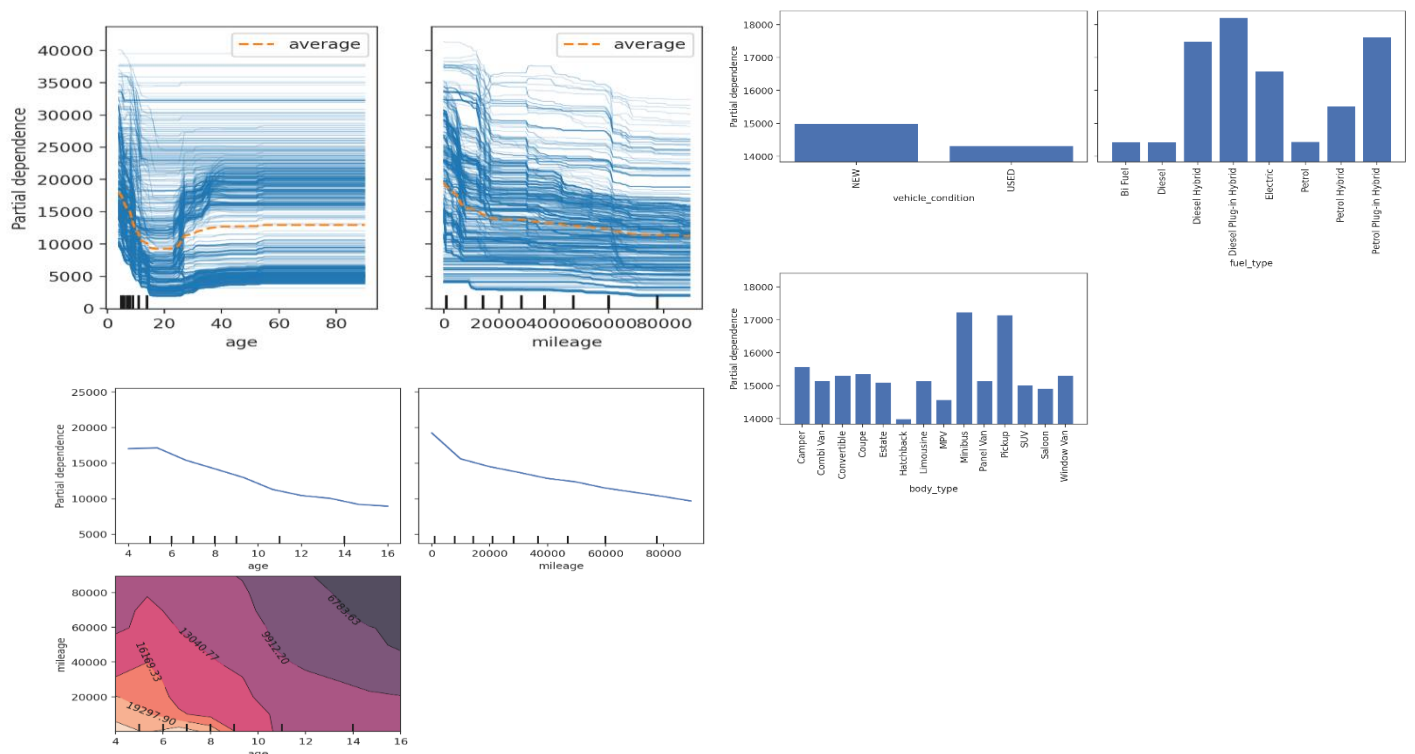 average
average
Partial dependence
40000
35000
30000
25000
20000
15000
10000
5000
0
0 20 40 60 80
age
0 20000 40000 60000 80000
mileage
Partial dependence
18000
17000
16000
15000
14000
NEW USED
vehicle_condition
Bi Fuel
Diesel
Diesel Hybrid
Diesel Plug-in Hybrid
Electric
Petrol
Petrol Hybrid
Petrol Plug-in Hybrid
fuel_type
Partial dependence
18000
17000
16000
15000
14000
Camper
Combi Van
Convertible
Coupe
Estate
Hatchback
Limousine
MPV
Minibus
Panel Van
Pickup
SUV
Saloon
Window Van
body_type
Partial dependence
25000
20000
15000
10000
5000
4 6 8 10 12 14 16
age
0 20000 40000 60000 80000
mileage
mileage
80000
60000
40000
20000
6783.63
9912.20
13040.77
16169.33
19297.90
4 6 8 10 12 14 16
age